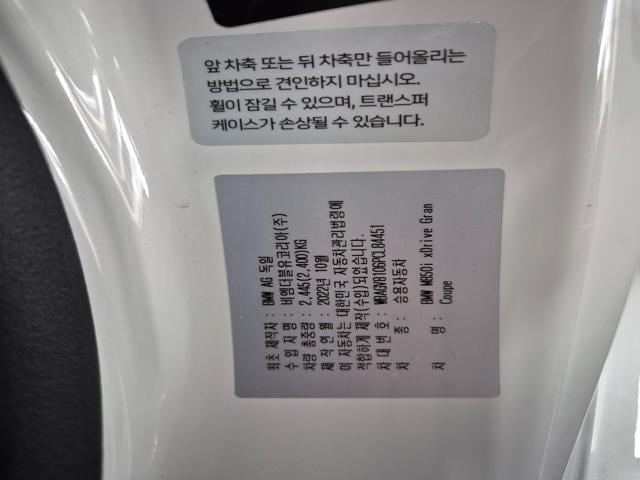 앞 차축 또는 뒤 차축만 들어올리는
방법으로 견인하지 마십시오.
휠이 잠길 수 있으며, 트랜스퍼
케이스가 손상될 수 있습니다.
최초 제작자 : BMW AG 독일
수 입 자 명 : 비엠더블유코리아(주)
차량 총중량 : 2,445(2,400)KG
제 작 연 월 : 2022년 10월
이 자동차는 대한민국 자동차관리법령에
적합하게 제작(수입)되었습니다.
차 대 번 호 : WBAGV8106PCL84451
차 종 : 승용자동차
차 명 : BMW M850i xDrive Gran
Coupe